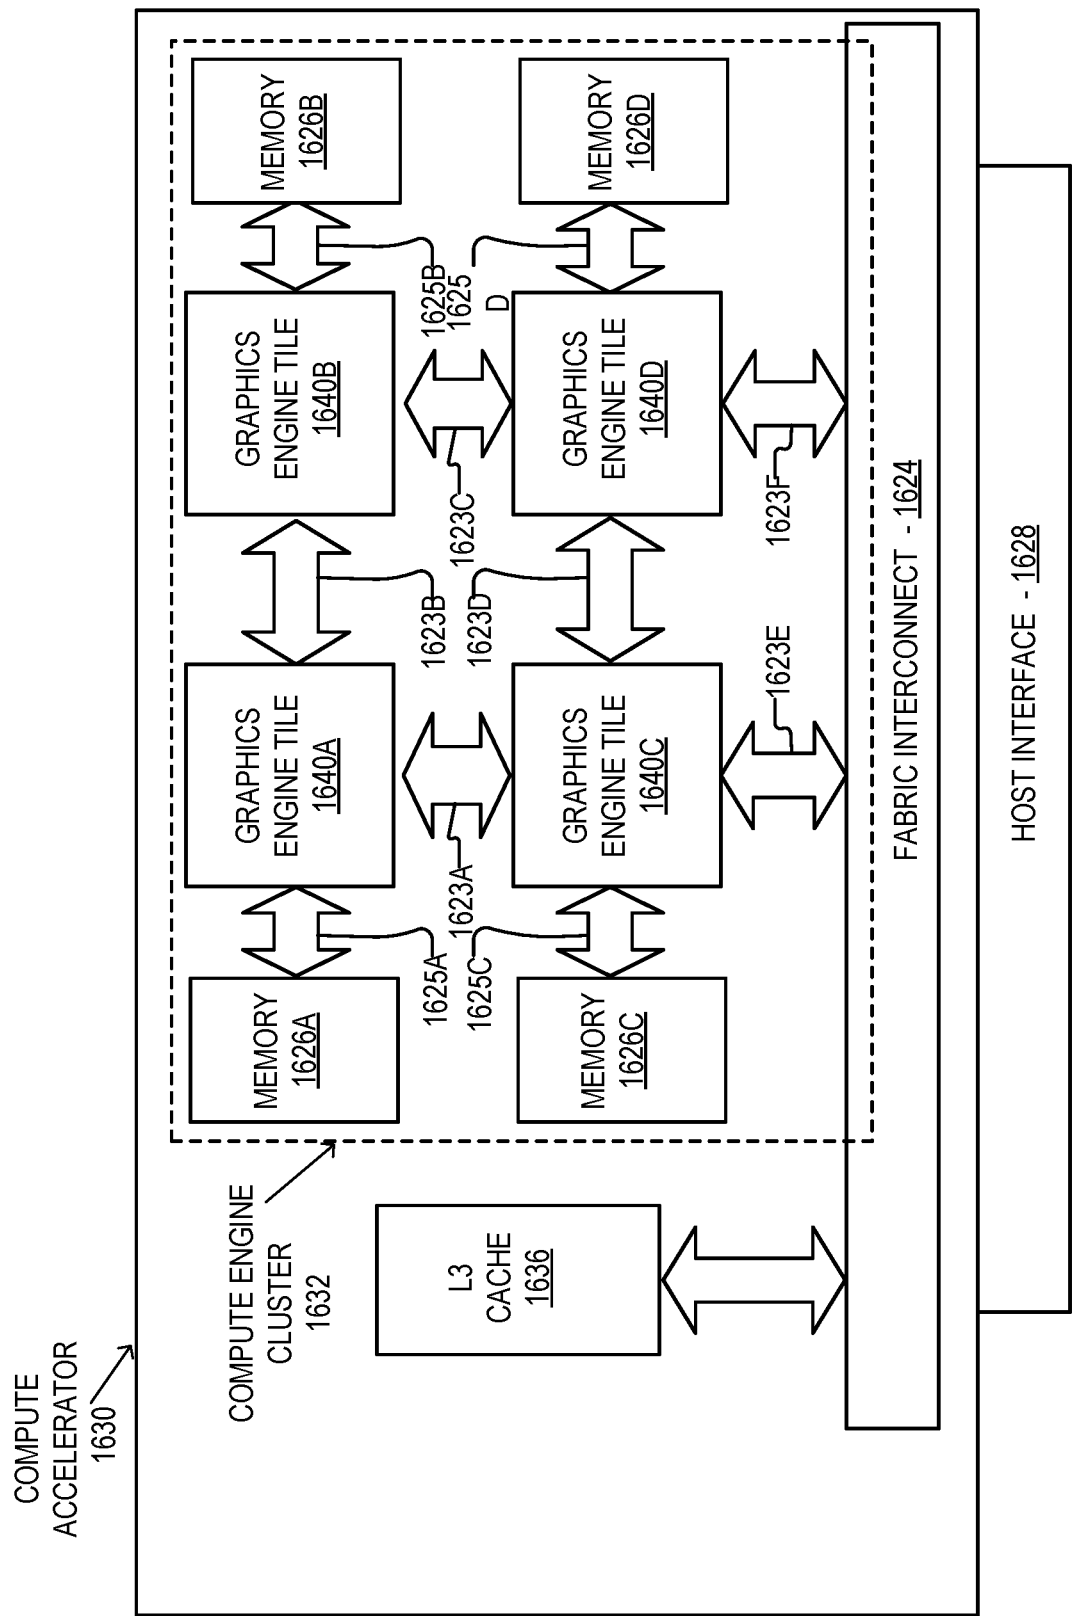 COMPUTE
ACCELERATOR
1630
COMPUTE ENGINE
CLUSTER
1632
MEMORY
1626A
1625A
GRAPHICS
ENGINE TILE
1640A
1623B
GRAPHICS
ENGINE TILE
1640B
1625B
MEMORY
1626B
1623A
1623C
MEMORY
1626C
1625C
GRAPHICS
ENGINE TILE
1640C
1623D
GRAPHICS
ENGINE TILE
1640D
1625
D
MEMORY
1626D
L3
CACHE
1636
1623E
1623F
FABRIC INTERCONNECT - 1624
HOST INTERFACE - 1628